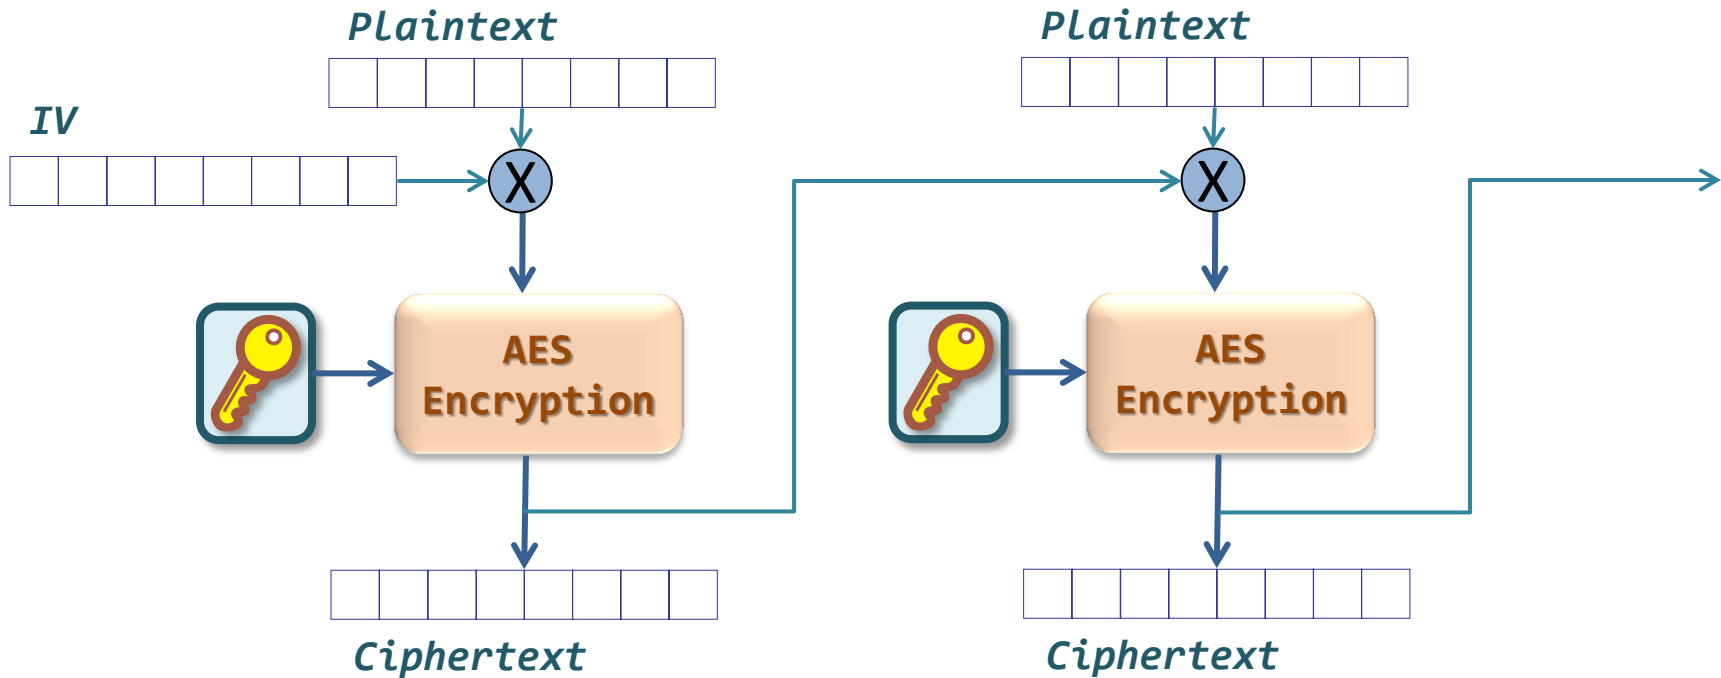 Plaintext
Plaintext
IV
X
X
AES
Encryption
AES
Encryption
Ciphertext
Ciphertext